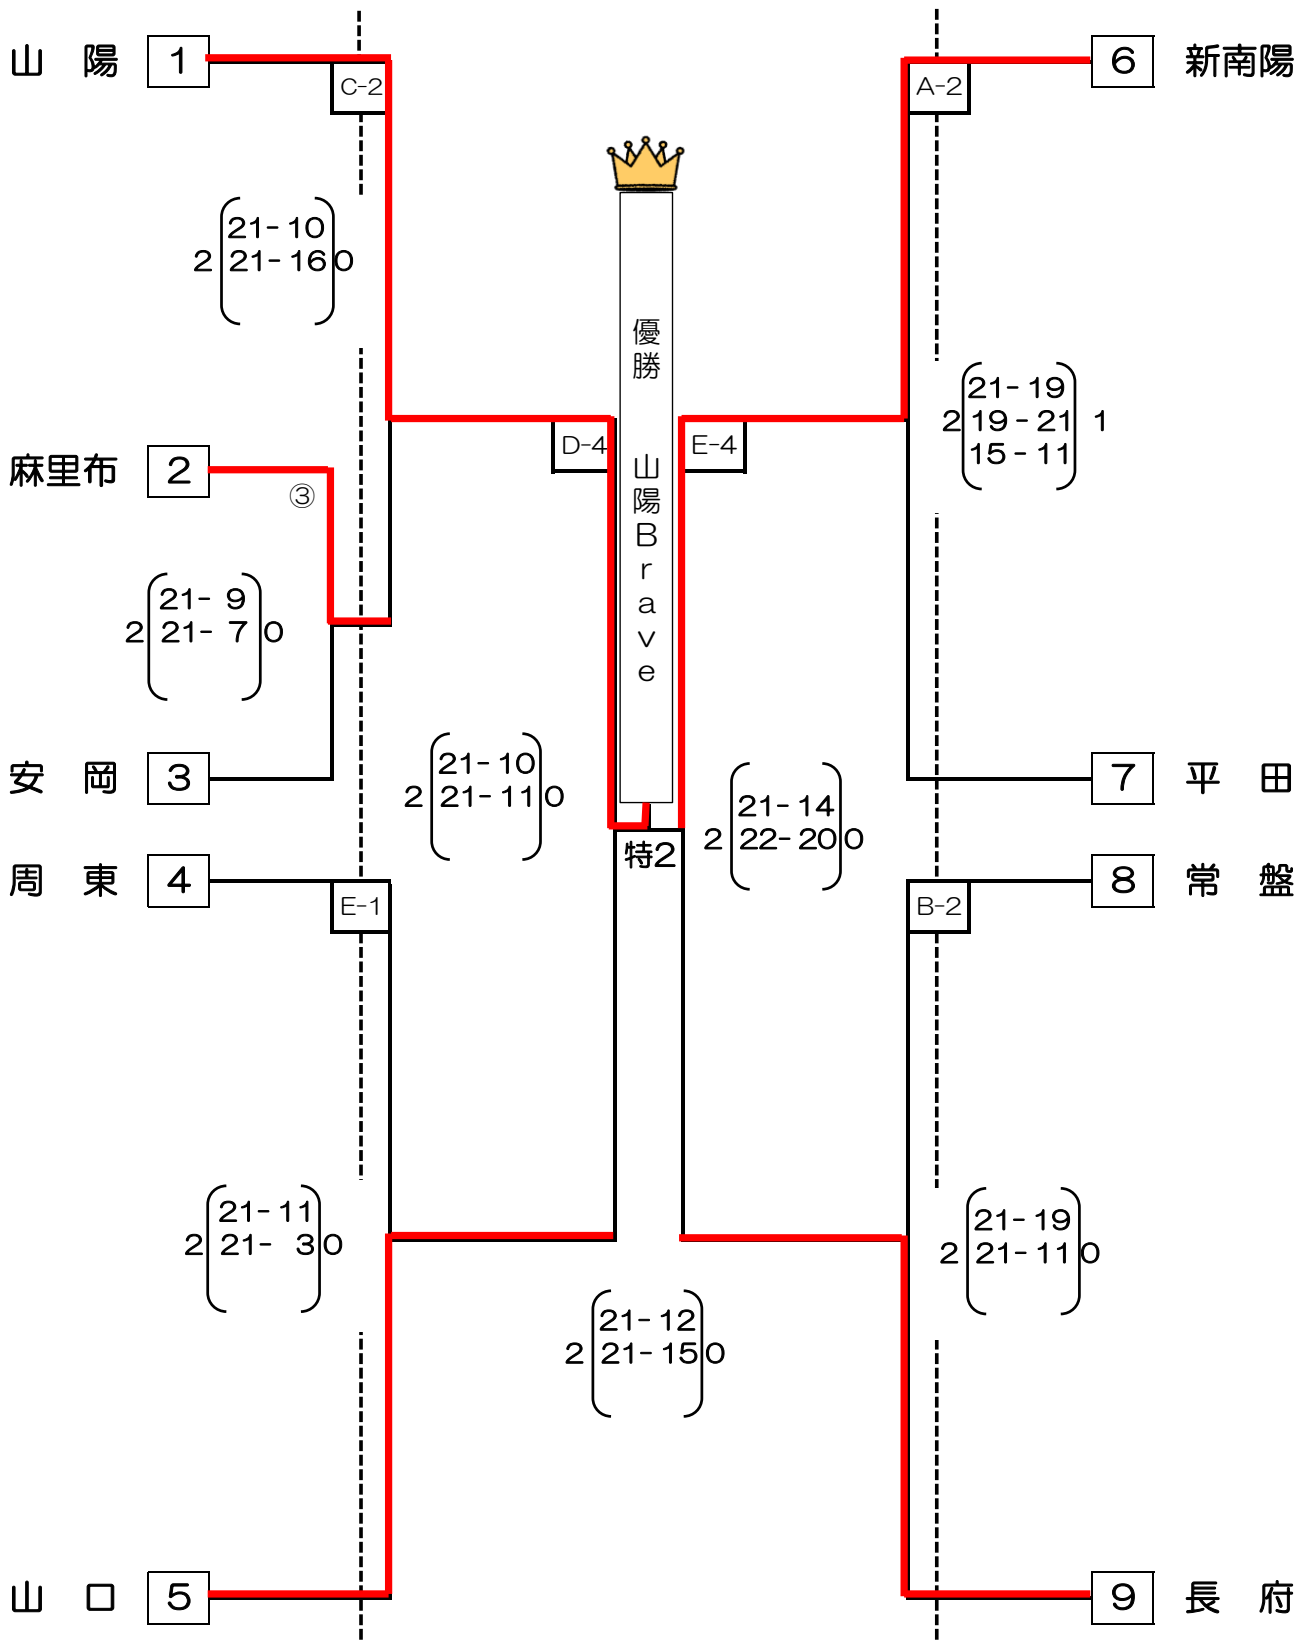 山　陽 1
C-2
6 新南陽
A-2
21-10
2 21-16 0
優勝　山陽Brave
21-19
2 19-21 1
15-11
D-4
E-4
麻里布 2
③
21- 9
2 21- 7 0
安　岡 3
7 平　田
21-10
2 21-11 0
21-14
2 22-20 0
特2
周　東 4
E-1
8 常　盤
B-2
21-11
2 21- 3 0
21-19
2 21-11 0
21-12
2 21-15 0
山　口 5
9 長　府